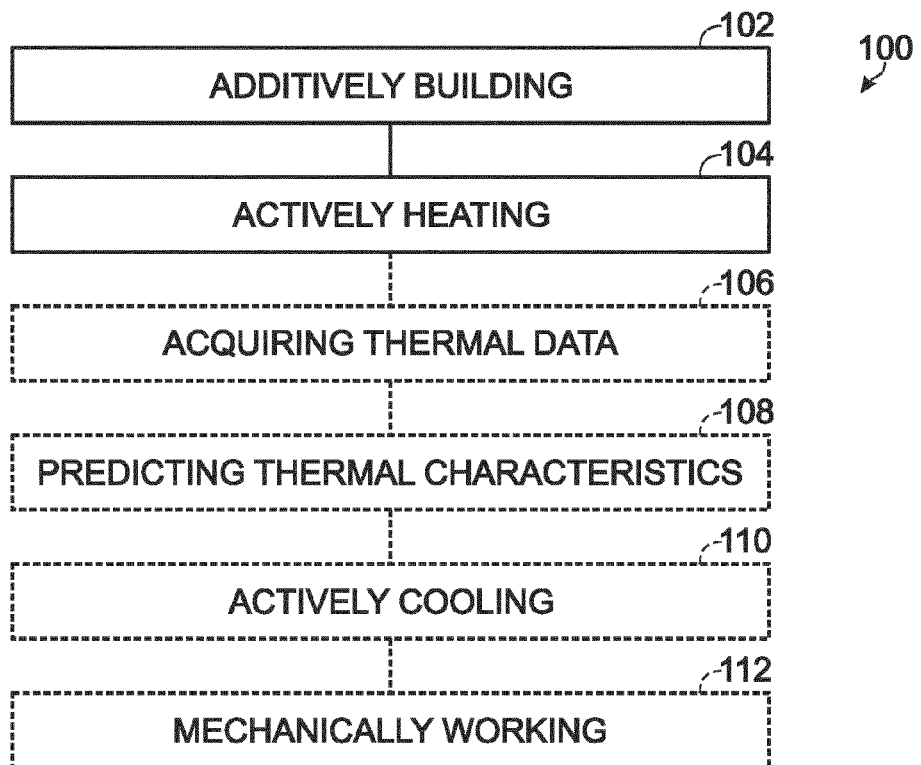 102
100
ADDITIVELY BUILDING
104
ACTIVELY HEATING
106
ACQUIRING THERMAL DATA
108
PREDICTING THERMAL CHARACTERISTICS
110
ACTIVELY COOLING
112
MECHANICALLY WORKING